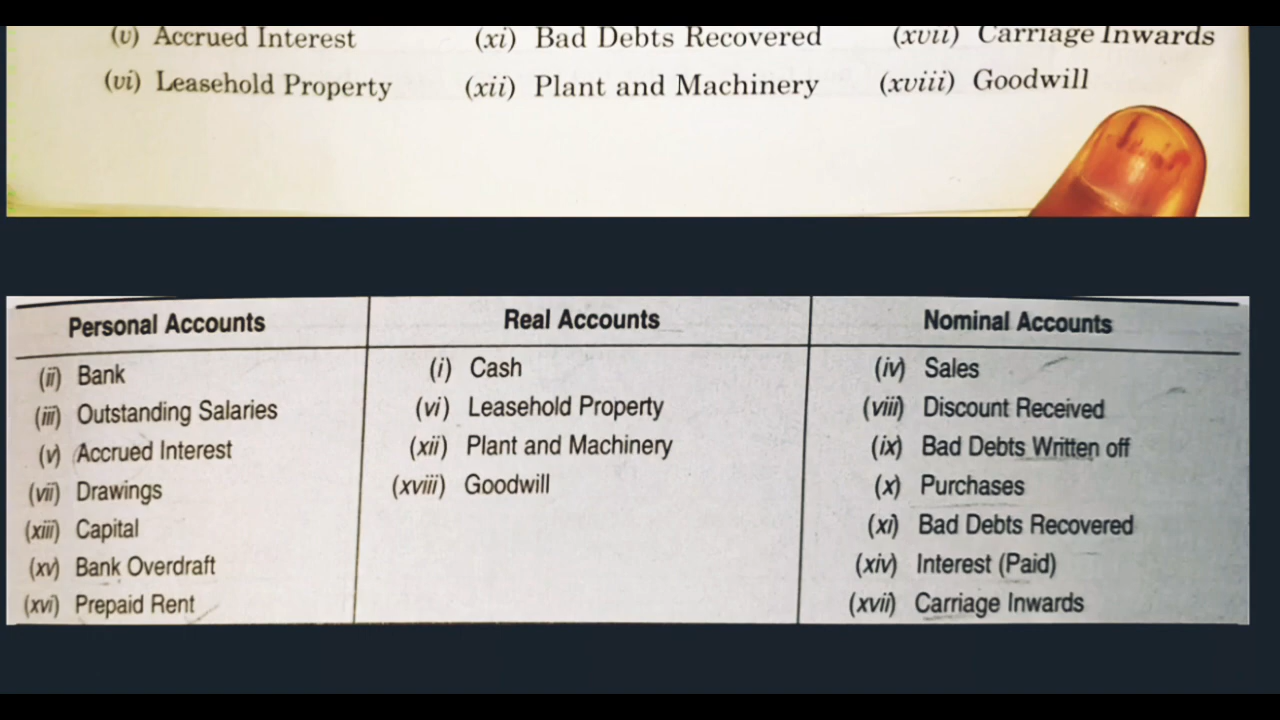 (v) Accrued Interest (xi) Bad Debts Recovered (xvii) Carriage Inwards
(vi) Leasehold Property (xii) Plant and Machinery (xviii) Goodwill
Personal Accounts Real Accounts Nominal Accounts
(ii) Bank (i) Cash (iv) Sales
(iii) Outstanding Salaries (vi) Leasehold Property (viii) Discount Received
(v) Accrued Interest (xii) Plant and Machinery (ix) Bad Debts Written off
(vii) Drawings (xviii) Goodwill (x) Purchases
(xiii) Capital (xi) Bad Debts Recovered
(xv) Bank Overdraft (xiv) Interest (Paid)
(xvi) Prepaid Rent (xvii) Carriage Inwards